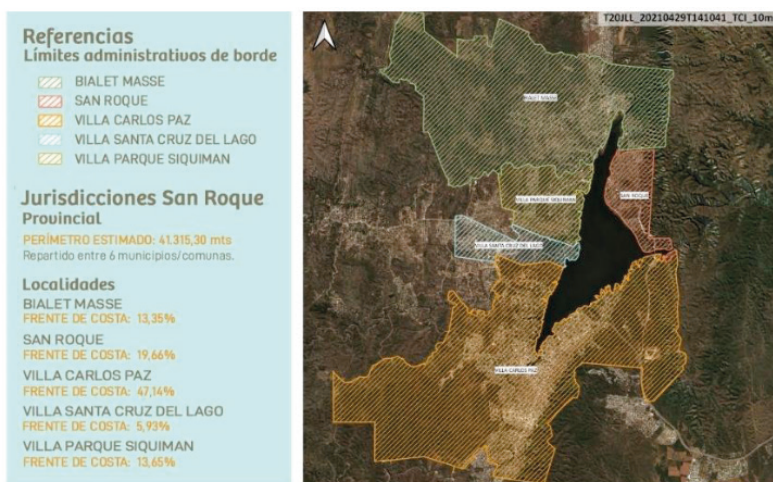 Referencias
Límites administrativos de borde
BIALET MASSE
SAN ROQUE
VILLA CARLOS PAZ
VILLA SANTA CRUZ DEL LAGO
VILLA PARQUE SIQUIMAN
Jurisdicciones San Roque
Provincial
PERÍMETRO ESTIMADO: 41.315,30 mts
Repartido entre 6 municipios/comunas.
Localidades
BIALET MASSE
FRENTE DE COSTA: 13,35%
SAN ROQUE
FRENTE DE COSTA: 19,66%
VILLA CARLOS PAZ
FRENTE DE COSTA: 47,14%
VILLA SANTA CRUZ DEL LAGO
FRENTE DE COSTA: 5,93%
VILLA PARQUE SIQUIMAN
FRENTE DE COSTA: 13,65%
T20JLL_20210429T141041_TCI_10m
BIALET MASSE
VILLA PARQUE SIQUIMAN
SAN ROQUE
VILLA SANTA CRUZ DEL LAGO
VILLA CARLOS PAZ